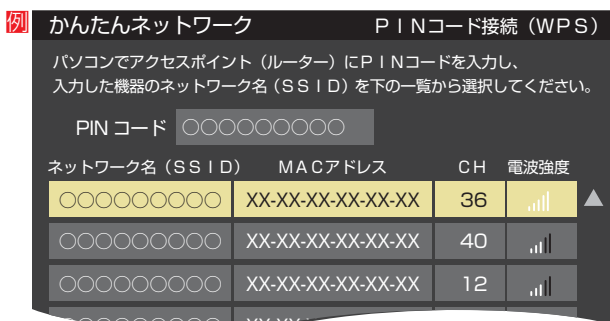 例
かんたんネットワーク PINコード接続（WPS）
パソコンでアクセスポイント（ルーター）にPINコードを入力し、
入力した機器のネットワーク名（SSID）を下の一覧から選択してください。
PINコード ○○○○○○○○○
ネットワーク名（SSID） MACアドレス CH 電波強度
○○○○○○○○○ XX-XX-XX-XX-XX-XX 36
○○○○○○○○○ XX-XX-XX-XX-XX-XX 40
○○○○○○○○○ XX-XX-XX-XX-XX-XX 12